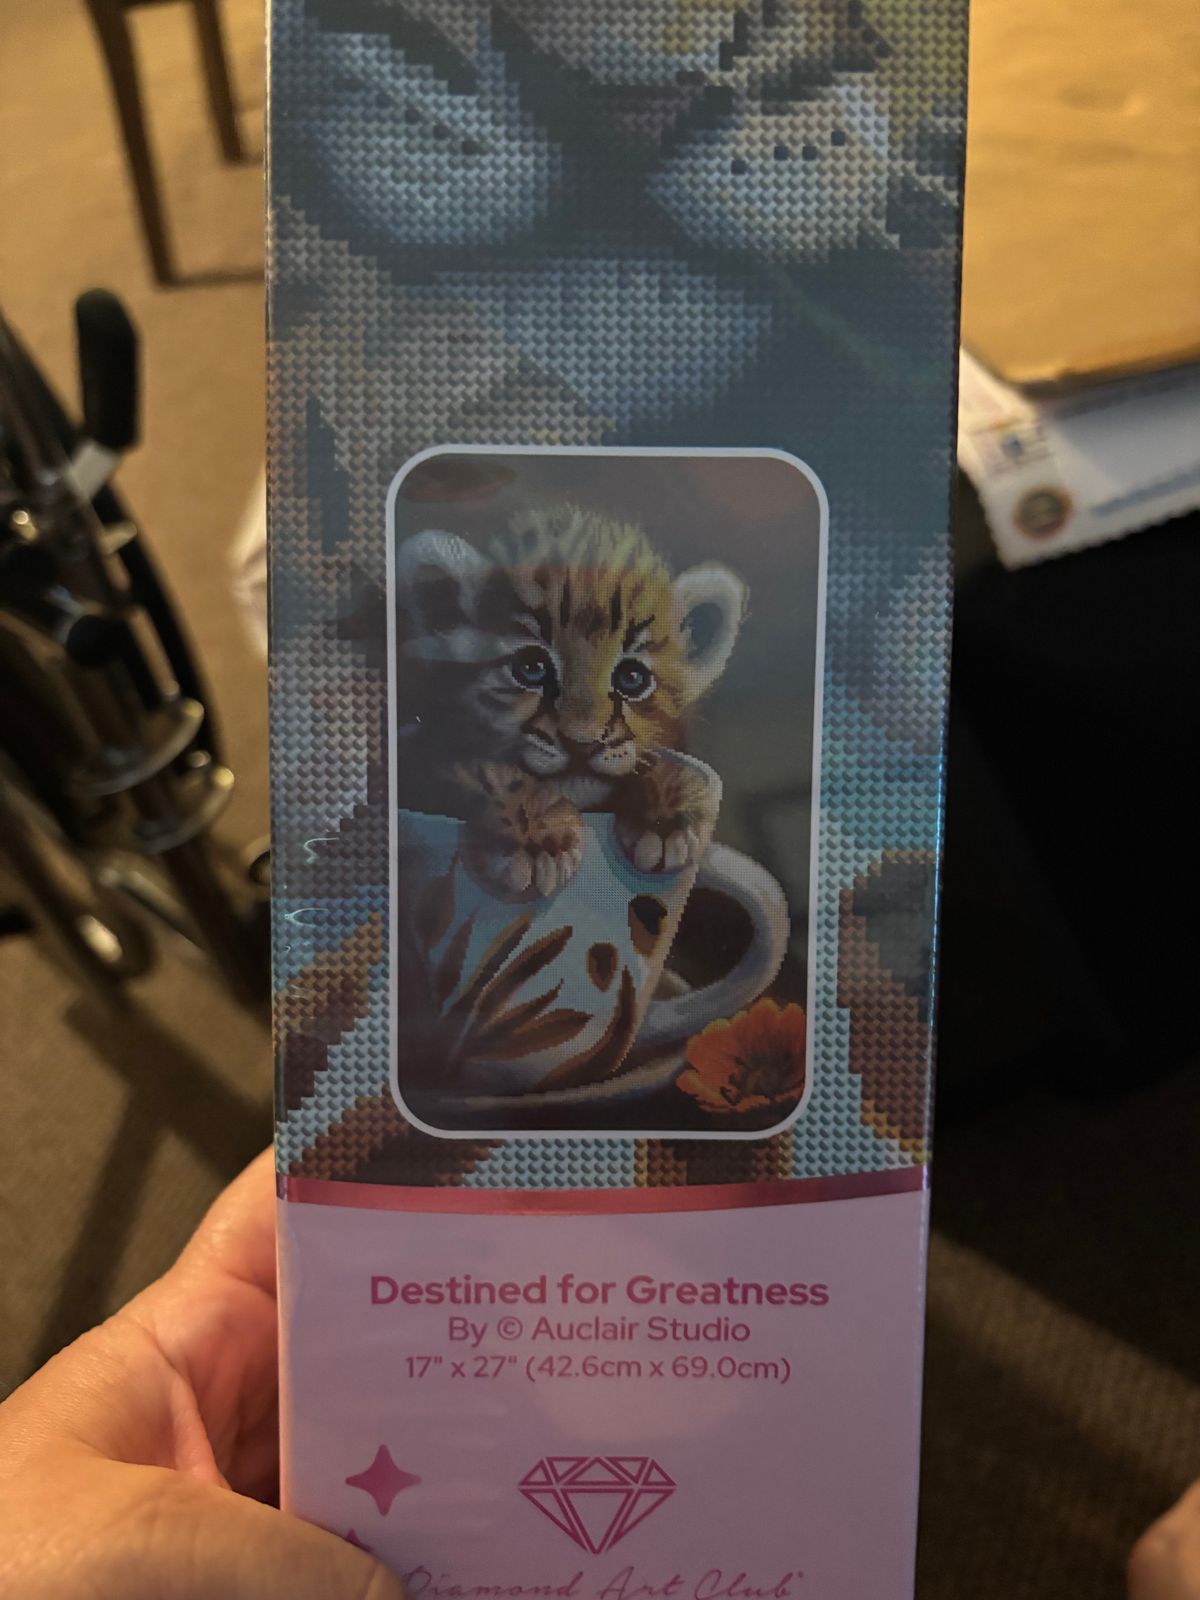 Destined for Greatness
By © Auclair Studio
17" x 27" (42.6cm x 69.0cm)
Diamond Art Club®